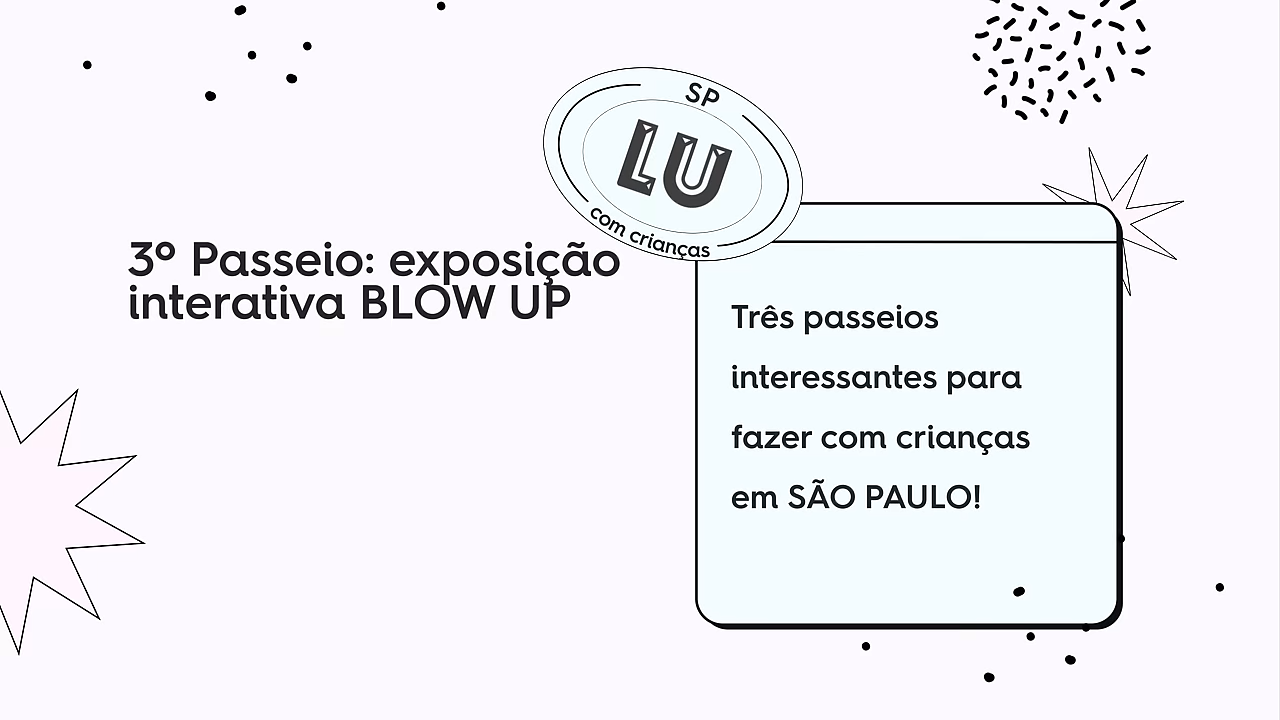 SP
LU
com crianças
3º Passeio: exposição
interativa BLOW UP
Três passeios
interessantes para
fazer com crianças
em SÃO PAULO!